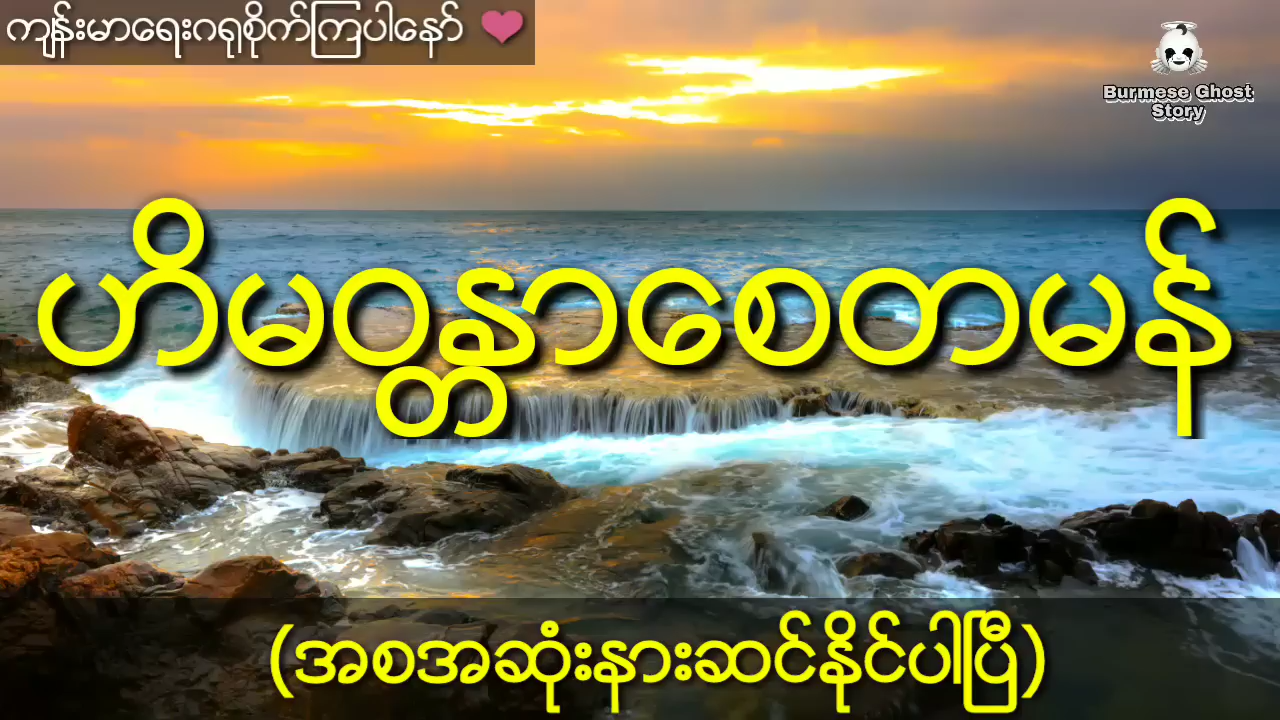 ကျန်းမာရေးဂရုစိုက်ကြပါနော် ❤
Burmese Ghost
Story
ဟိမဝန္တာစေတမန်
(အစအဆုံးနားဆင်နိုင်ပါပြီ)